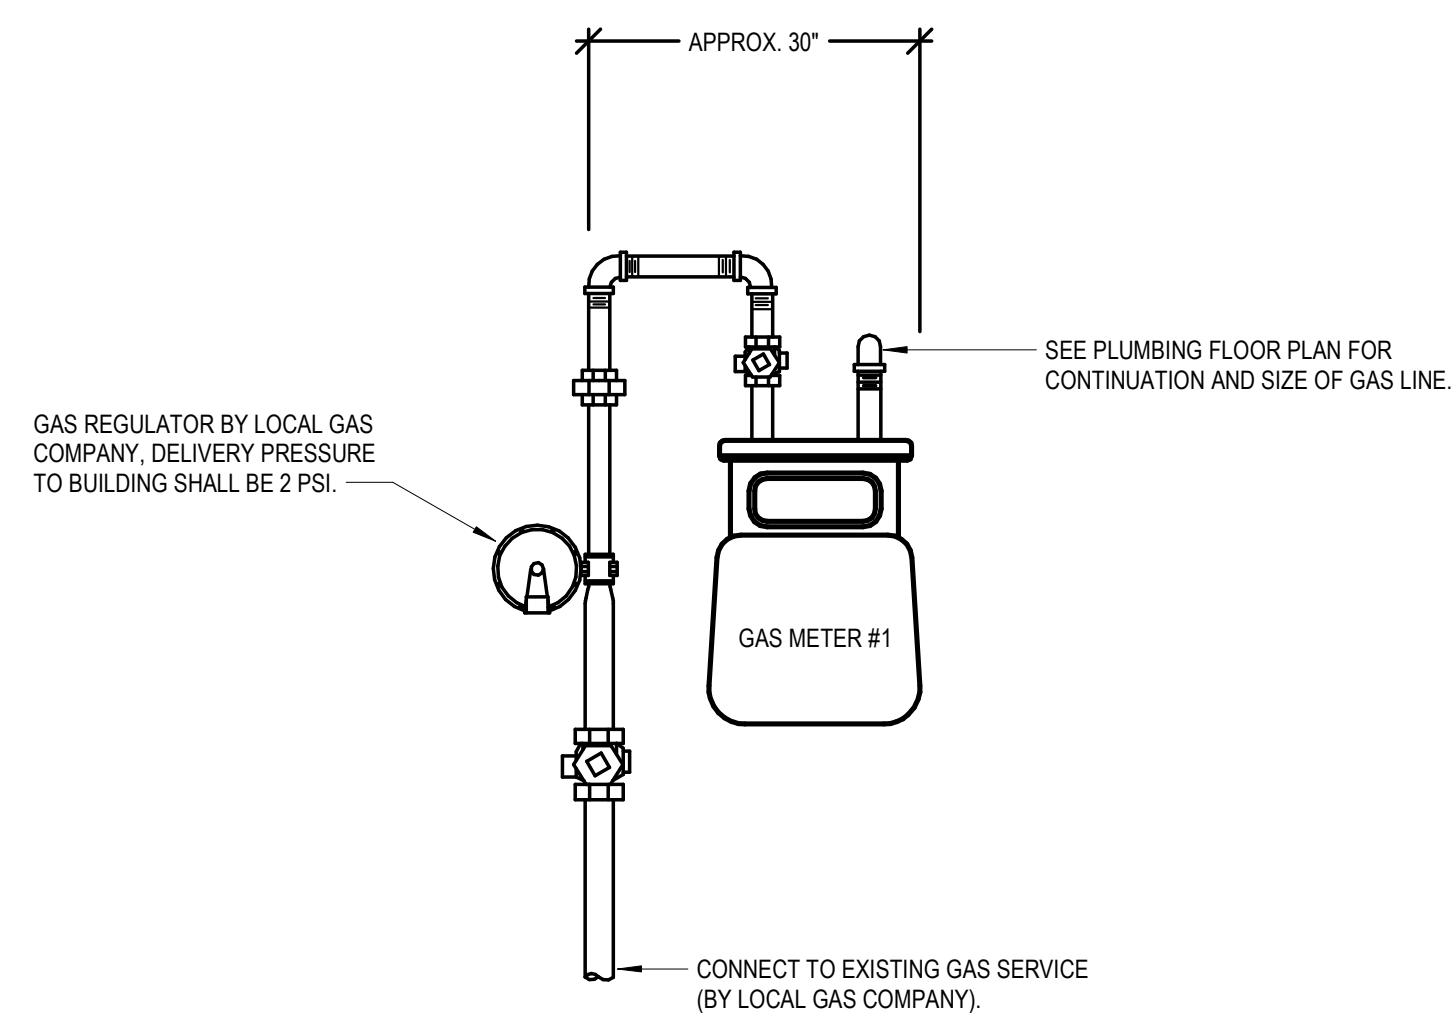 APPROX. 30"
SEE PLUMBING FLOOR PLAN FOR
CONTINUATION AND SIZE OF GAS LINE.
GAS REGULATOR BY LOCAL GAS
COMPANY, DELIVERY PRESSURE
TO BUILDING SHALL BE 2 PSI.
GAS METER #1
CONNECT TO EXISTING GAS SERVICE
(BY LOCAL GAS COMPANY).